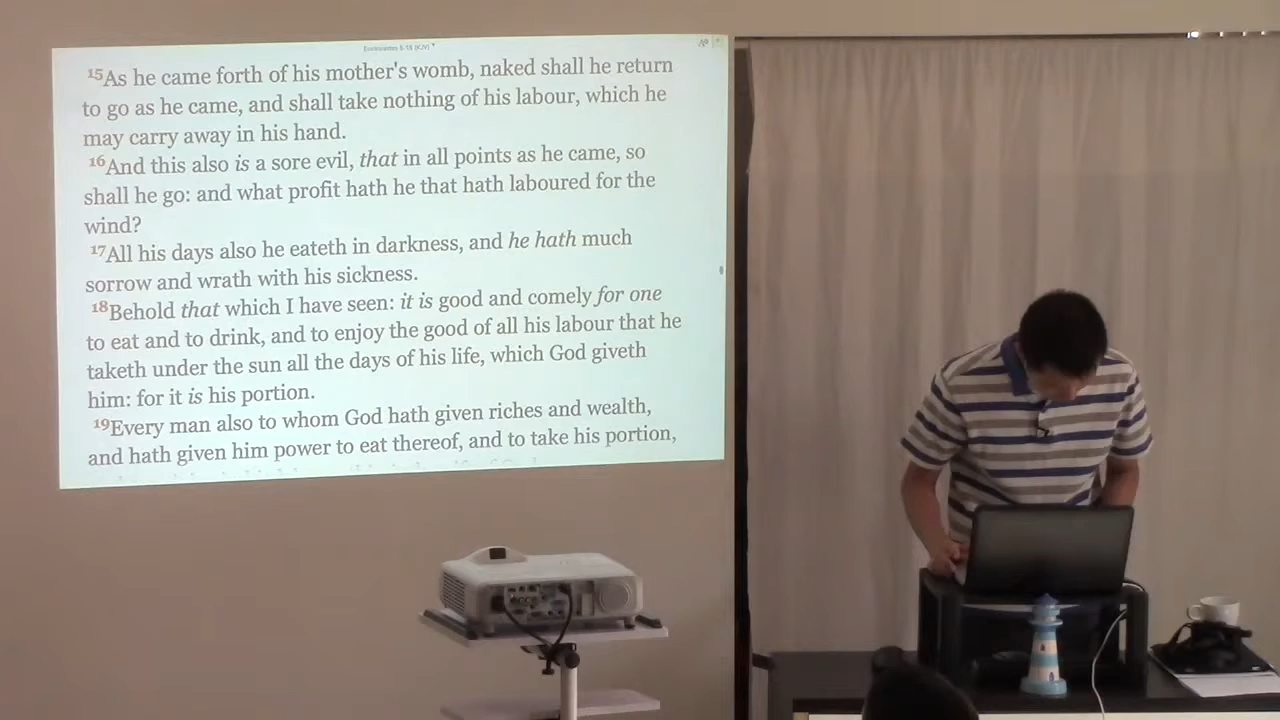 Ecclesiastes 5:18 (KJV)
15As he came forth of his mother's womb, naked shall he return
to go as he came, and shall take nothing of his labour, which he
may carry away in his hand.
16And this also is a sore evil, that in all points as he came, so
shall he go: and what profit hath he that hath laboured for the
wind?
17All his days also he eateth in darkness, and he hath much
sorrow and wrath with his sickness.
18Behold that which I have seen: it is good and comely for one
to eat and to drink, and to enjoy the good of all his labour that he
taketh under the sun all the days of his life, which God giveth
him: for it is his portion.
19Every man also to whom God hath given riches and wealth,
and hath given him power to eat thereof, and to take his portion,